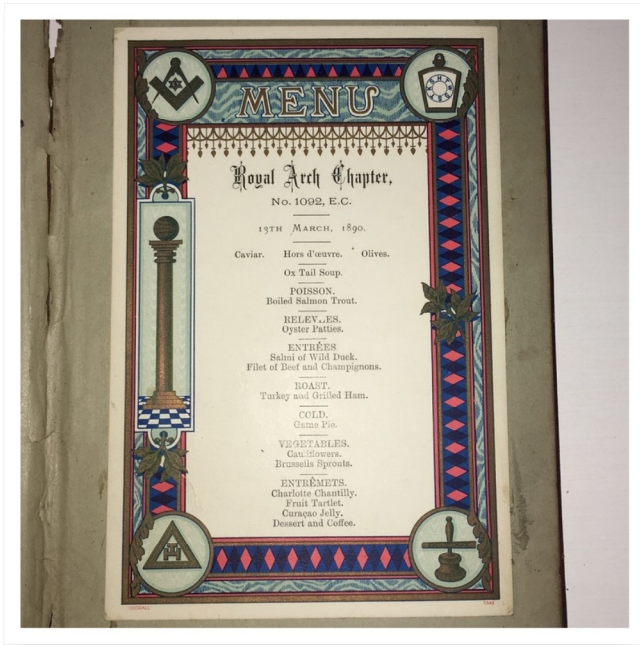 MENU
Royal Arch Chapter,
No. 1092, E.C.
13TH MARCH, 1890.
Caviar. Hors d'œuvre. Olives.
Ox Tail Soup.
POISSON.
Boiled Salmon Trout.
Oyster Patties.
ENTRÉES
Salmi of Wild Duck.
Filet of Beef and Champignons.
ROAST.
Turkey and Grilled Ham.
COLD.
Game Pie.
VEGETABLES.
Cauliflowers.
Brussells Sprouts.
ENTRÊMETS.
Charlotte Chantilly.
Fruit Tartlet.
Curaçao Jelly.
Dessert and Coffee.